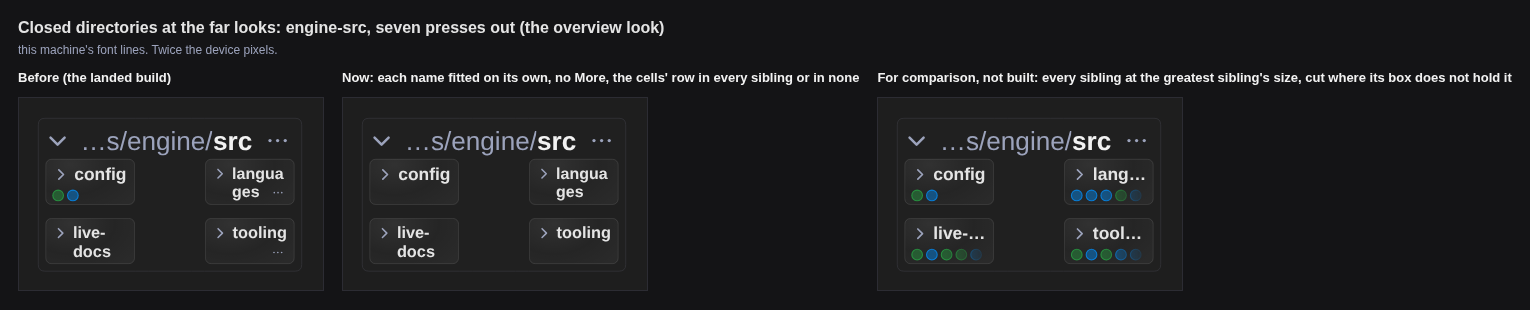 Closed directories at the far looks: engine-src, seven presses out (the overview look)
this machine's font lines. Twice the device pixels.
Before (the landed build)
…s/engine/src ···
config
langua
ges ···
live-
docs
tooling
···
Now: each name fitted on its own, no More, the cells' row in every sibling or in none
…s/engine/src ···
config
langua
ges
live-
docs
tooling
For comparison, not built: every sibling at the greatest sibling's size, cut where its box does not hold it
…s/engine/src ···
config
lang…
live-…
tool…